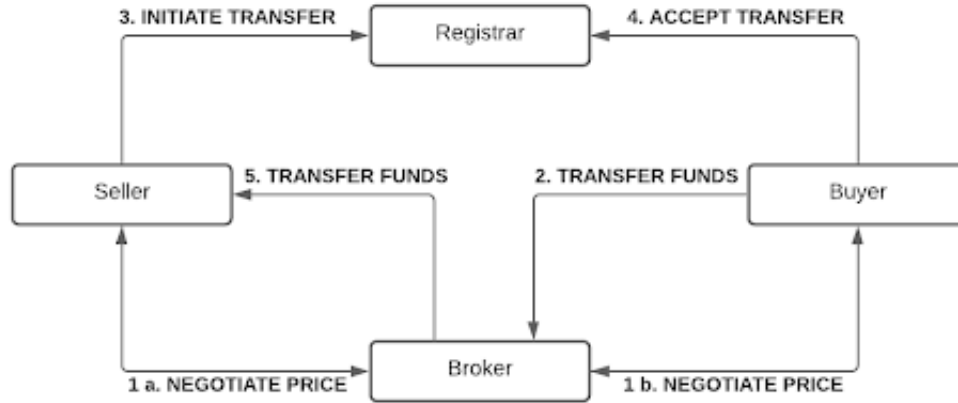 3. INITIATE TRANSFER
Registrar
4. ACCEPT TRANSFER
Seller
5. TRANSFER FUNDS
2. TRANSFER FUNDS
Buyer
1 a. NEGOTIATE PRICE
Broker
1 b. NEGOTIATE PRICE